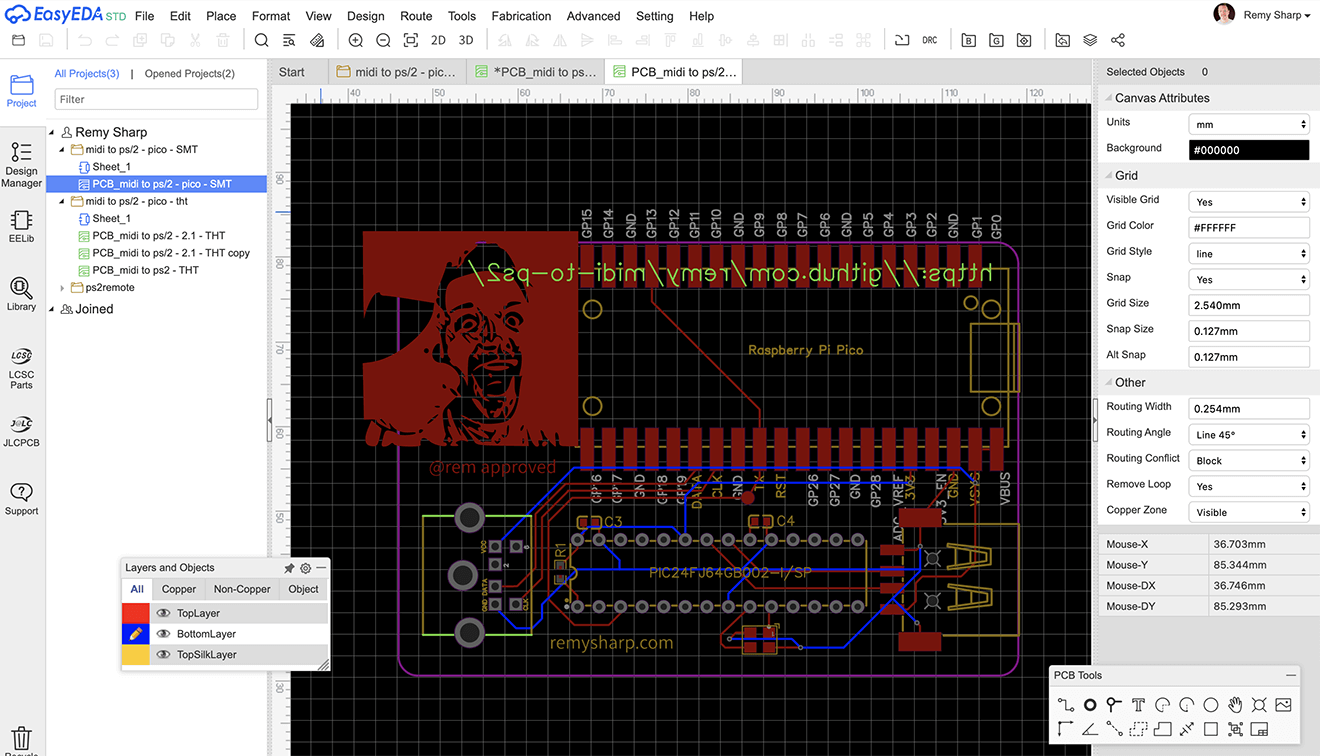 EasyEDA STD File Edit Place Format View Design Route Tools Fabrication Advanced Setting Help Remy Sharp
2D 3D DRC
Project
Design Manager
EELib
Library
LCSC
LCSC Parts
JLCPCB
Support
All Projects(3) | Opened Projects(2)
Filter
Remy Sharp
midi to ps/2 - pico - SMT
Sheet_1
PCB_midi to ps/2 - pico - SMT
midi to ps/2 - pico - tht
Sheet_1
PCB_midi to ps/2 - 2.1 - THT
PCB_midi to ps/2 - 2.1 - THT copy
PCB_midi to ps2 - THT
ps2remote
Joined
Start midi to ps/2 - pic... *PCB_midi to ps... PCB_midi to ps/2...
40 50 60 70 80 90 100 110 120
90
80
70
60
50
30
GP15 GP14 GND GP13 GP12 GP11 GP10 GND GP9 GP8 GP7 GP6 GND GP5 GP4 GP3 GP2 GND GP1 GP0
https://github.com/remy/midi-to-ps2/
Raspberry Pi Pico
@rem approved
GND DATA CLK GND TX RST GP26 GP27 GND GP28 VREF 3V3 GND VSYS VBUS
C3 C4
R1
VCC
GND DATA
CLK
PIC24FJ64GB002-I/SP
remysharp.com
Layers and Objects
All Copper Non-Copper Object
TopLayer
BottomLayer
TopSilkLayer
Selected Objects 0
Canvas Attributes
Units mm
Background #000000
Grid
Visible Grid Yes
Grid Color #FFFFFF
Grid Style line
Snap Yes
Grid Size 2.540mm
Snap Size 0.127mm
Alt Snap 0.127mm
Other
Routing Width 0.254mm
Routing Angle Line 45°
Routing Conflict Block
Remove Loop Yes
Copper Zone Visible
Mouse-X 36.703mm
Mouse-Y 85.344mm
Mouse-DX 36.746mm
Mouse-DY 85.293mm
PCB Tools